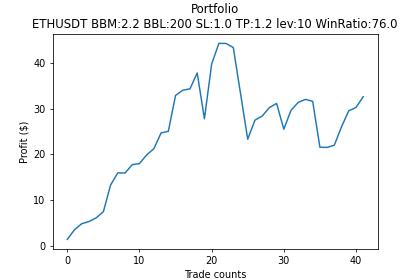 Portfolio
ETHUSDT BBM:2.2 BBL:200 SL:1.0 TP:1.2 lev:10 WinRatio:76.0
Profit ($)
40
30
20
10
0
0 10 20 30 40
Trade counts